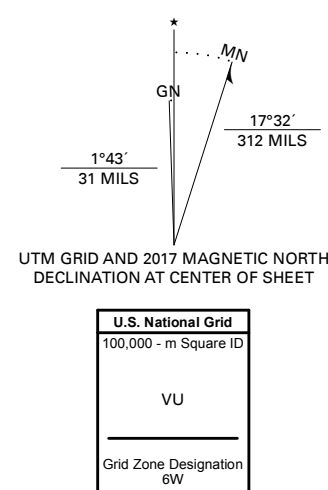 ★
MN
GN
17°32´
312 MILS
1°43´
31 MILS
UTM GRID AND 2017 MAGNETIC NORTH
DECLINATION AT CENTER OF SHEET
U.S. National Grid
100,000 - m Square ID
VU
Grid Zone Designation
6W